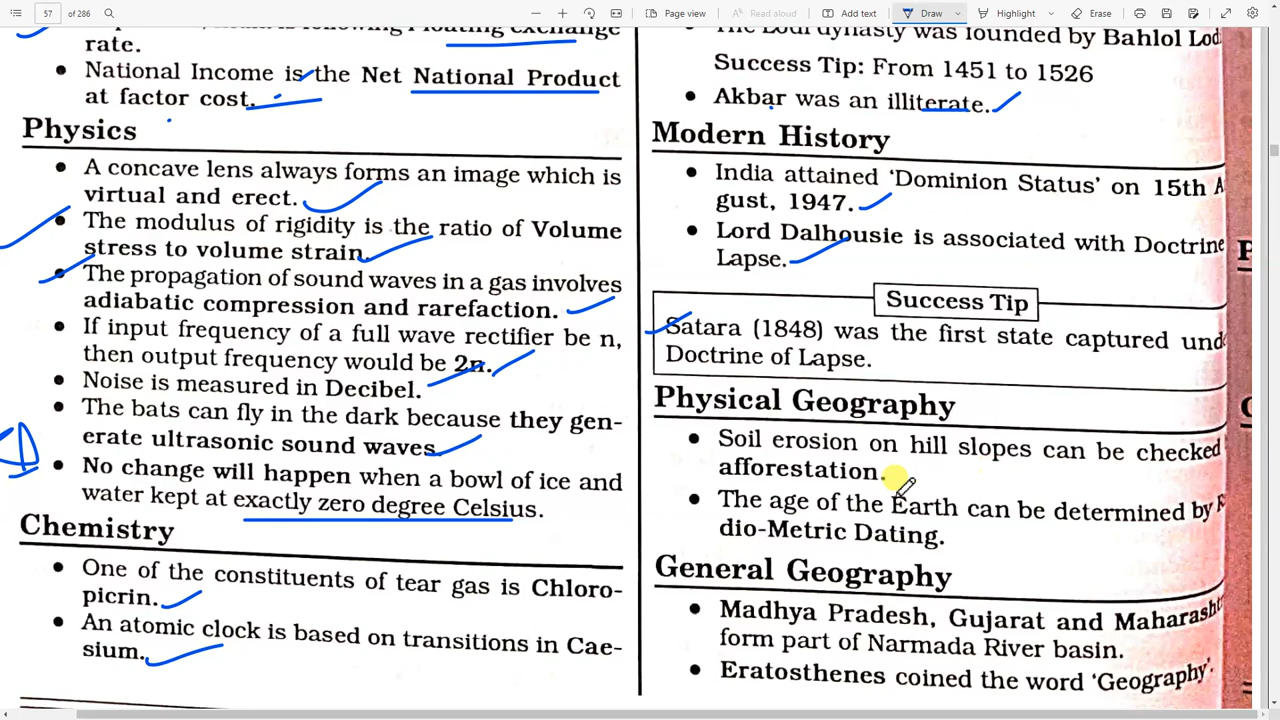 57 of 286
Page view
Read aloud
Add text
Draw
Highlight
Erase
rate.
exchange
• National Income is the Net National Product
at factor cost.
Physics
• A concave lens always forms an image which is
virtual and erect.
• The modulus of rigidity is the ratio of Volume
stress to volume strain.
• The propagation of sound waves in a gas involves
adiabatic compression and rarefaction.
• If input frequency of a full wave rectifier be n,
then output frequency would be 2n.
• Noise is measured in Decibel.
• The bats can fly in the dark because they gen-
erate ultrasonic sound waves.
• No change will happen when a bowl of ice and
water kept at exactly zero degree Celsius.
Chemistry
• One of the constituents of tear gas is Chloro-
picrin.
• An atomic clock is based on transitions in Cae-
sium.
• The Lodi dynasty was founded by Bahlol Lod
Success Tip: From 1451 to 1526
• Akbar was an illiterate.
Modern History
• India attained 'Dominion Status' on 15th A
gust, 1947.
• Lord Dalhousie is associated with Doctrine
Lapse.
Success Tip
Satara (1848) was the first state captured und
Doctrine of Lapse.
Physical Geography
• Soil erosion on hill slopes can be checked
afforestation.
• The age of the Earth can be determined by R
dio-Metric Dating.
General Geography
• Madhya Pradesh, Gujarat and Maharasht
form part of Narmada River basin.
• Eratosthenes coined the word 'Geography'.